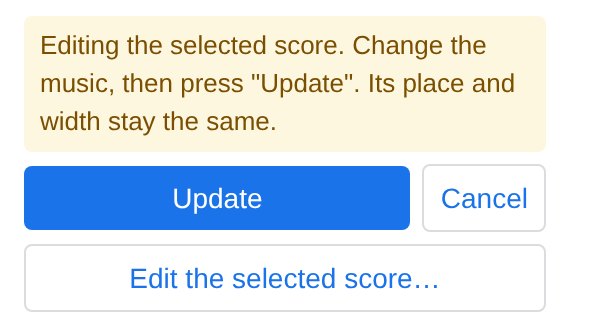 Editing the selected score. Change the
music, then press "Update". Its place and
width stay the same.
Update
Cancel
Edit the selected score…